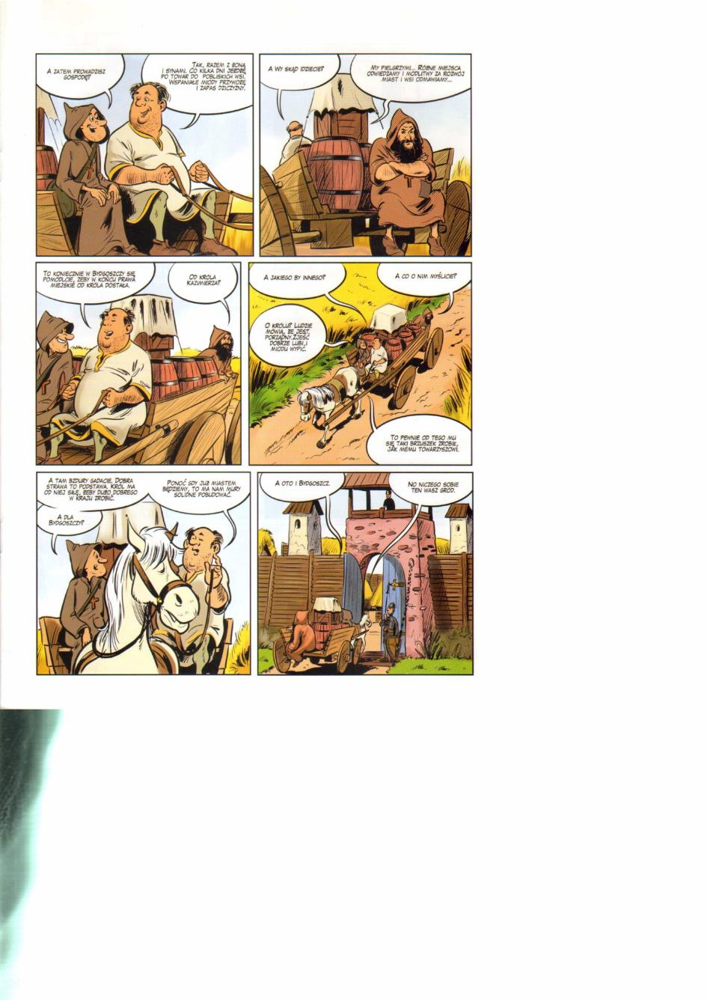 A ZATEM PROWADZISZ
GOSPODĘ?
TAK, RAZEM Z ŻONĄ
I SYNAMI. CO KILKA DNI JEŻDŻĘ
PO TOWAR DO POBLISKICH WSI.
WSPANIAŁE MIODY PRZYWOŻĘ
I ZAPAS DZICZYZNY.
A WY SKĄD IDZIECIE?
MY PIELGRZYMI... RÓŻNE MIEJSCA
ODWIEDZAMY I MODLITWY ZA ROZWÓJ
MIAST I WSI ODMAWIAMY...
TO KONIECZNIE W BYDGOSZCZY SIĘ
POMÓDLCIE, ŻEBY W KOŃCU PRAWA
MIEJSKIE OD KRÓLA DOSTAŁA.
OD KRÓLA
KAZIMIERZA?
A JAKIEGO BY INNEGO?
A CO O NIM MYŚLICIE?
O KRÓLU? LUDZIE
MÓWIĄ, ŻE JEST
PORZĄDNY. ZJEŚĆ
DOBRZE LUBI, I
MIODU WYPIĆ.
TO PEWNIE OD TEGO MU
SIĘ TAKI BRZUSZEK ZROBIŁ,
JAK MEMU TOWARZYSZOWI.
A TAM BZDURY GADACIE. DOBRA
STRAWA TO PODSTAWA. KRÓL MA
OD NIEJ SIŁĘ, ŻEBY DUŻO DOBREGO
W KRAJU ZROBIĆ.
A DLA
BYDGOSZCZY?
PONOĆ GDY JUŻ MIASTEM
BĘDZIEMY, TO MA NAM MURY
SOLIDNE POBUDOWAĆ.
A OTO I BYDGOSZCZ.
NO NICZEGO SOBIE
TEN WASZ GRÓD.